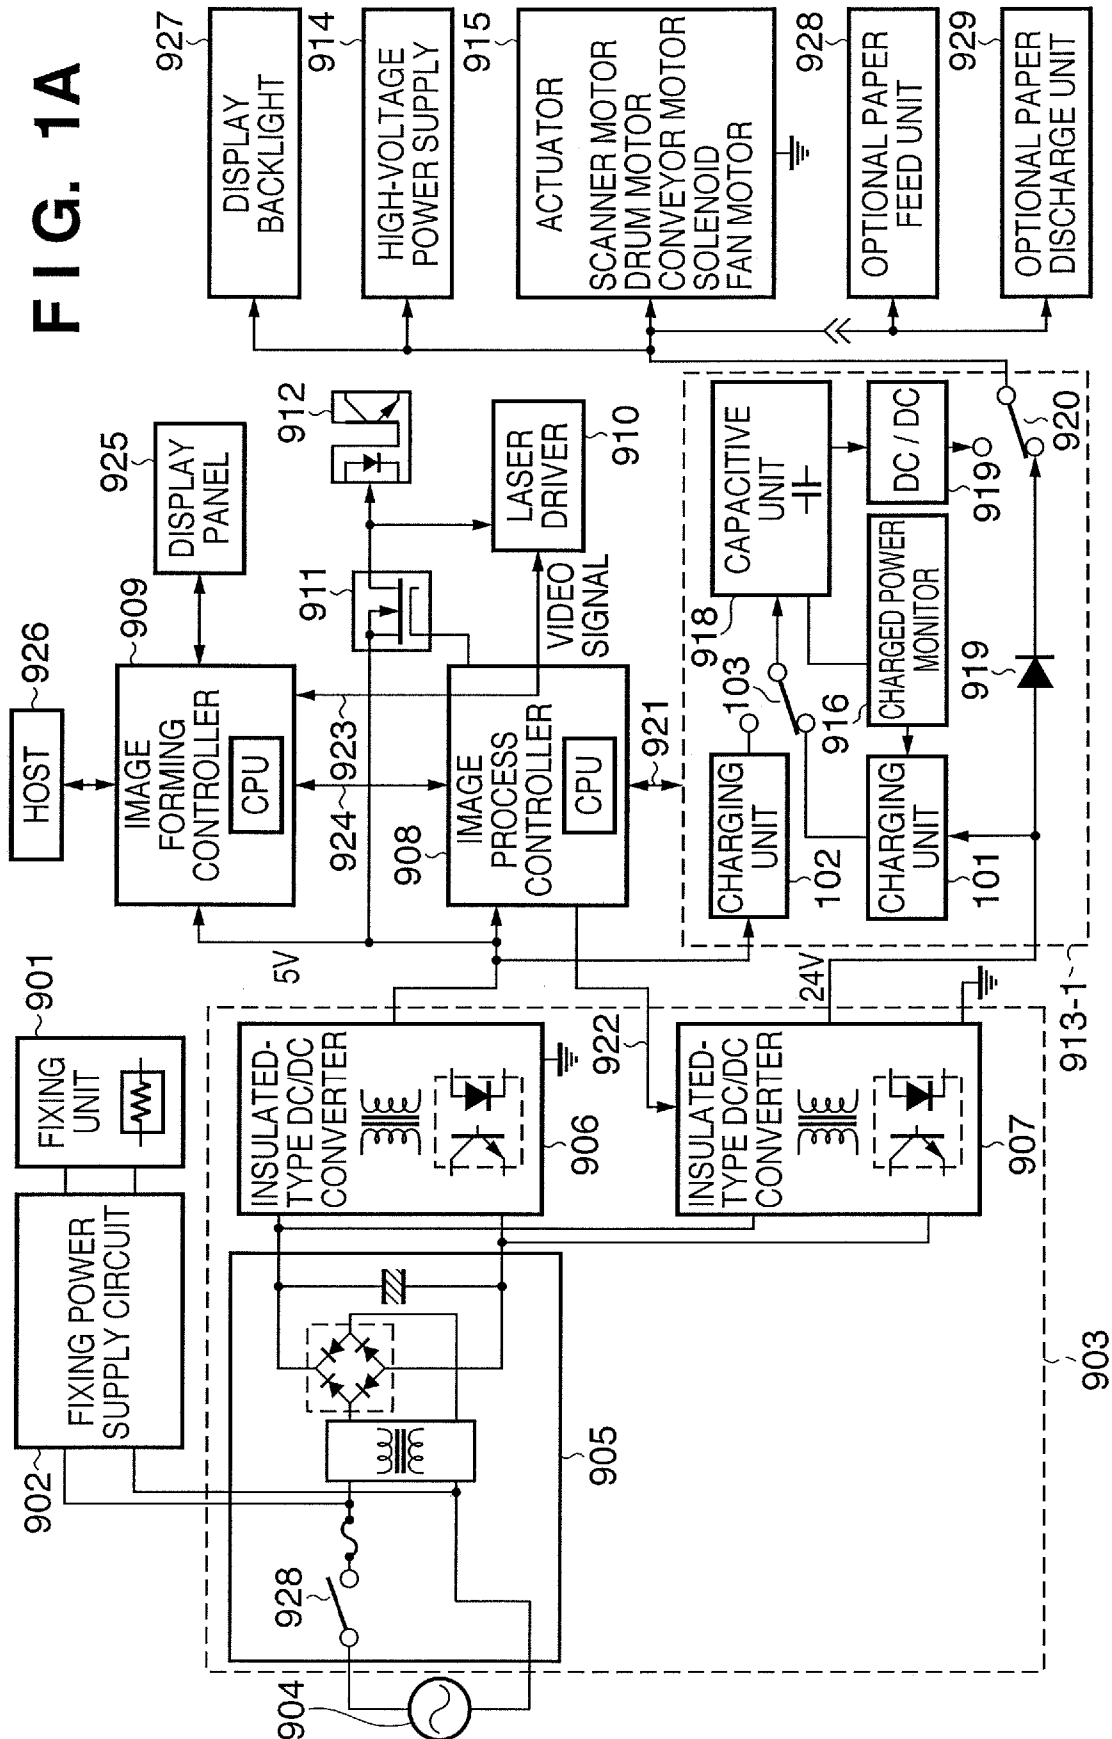 FIG. 1A
901
FIXING
UNIT
902
FIXING POWER
SUPPLY CIRCUIT
903
904
905
928
INSULATED-
TYPE DC/DC
CONVERTER
906
INSULATED-
TYPE DC/DC
CONVERTER
907
922
5V
24V
HOST
926
IMAGE
FORMING
CONTROLLER
CPU
909
DISPLAY
PANEL
925
924
923
IMAGE
PROCESS
CONTROLLER
CPU
908
911
912
LASER
DRIVER
910
VIDEO
SIGNAL
921
913-1
CHARGING
UNIT
102
CHARGING
UNIT
101
103
CAPACITIVE
UNIT
918
CHARGED POWER
MONITOR
916
DC / DC
919
919
920
DISPLAY
BACKLIGHT
927
HIGH-VOLTAGE
POWER SUPPLY
914
ACTUATOR
SCANNER MOTOR
DRUM MOTOR
CONVEYOR MOTOR
SOLENOID
FAN MOTOR
915
OPTIONAL PAPER
FEED UNIT
928
OPTIONAL PAPER
DISCHARGE UNIT
929